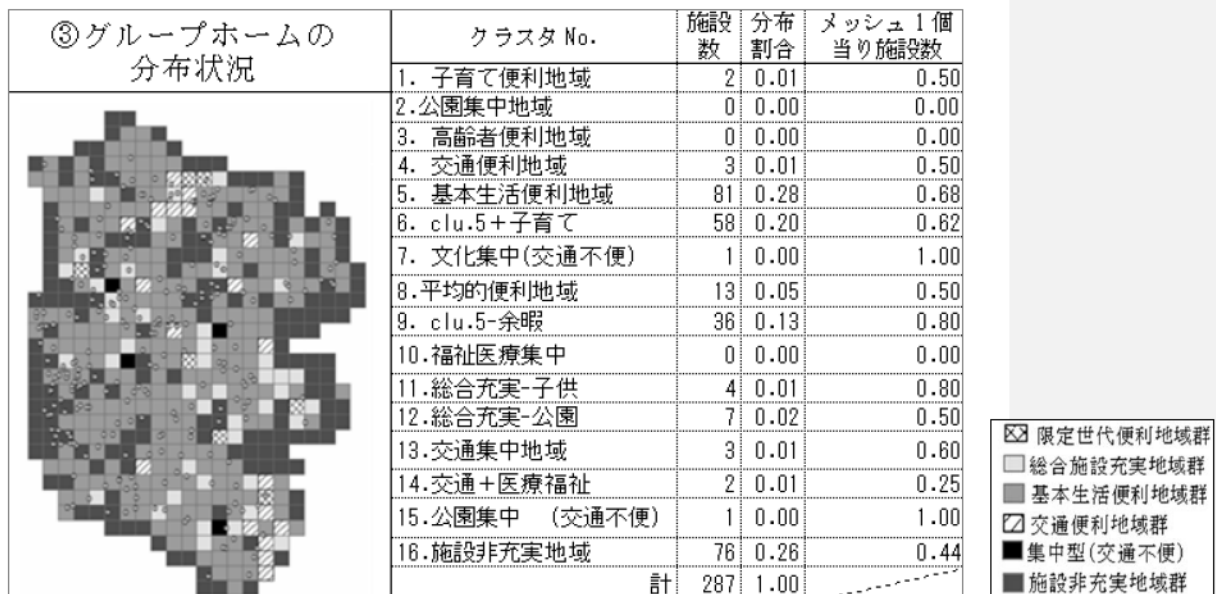 ③グループホームの
分布状況
クラスタ No. 施設数 分布割合 メッシュ1個当り施設数
1. 子育て便利地域 2 0.01 0.50
2.公園集中地域 0 0.00 0.00
3. 高齢者便利地域 0 0.00 0.00
4. 交通便利地域 3 0.01 0.50
5. 基本生活便利地域 81 0.28 0.68
6. clu.5+子育て 58 0.20 0.62
7. 文化集中(交通不便) 1 0.00 1.00
8.平均的便利地域 13 0.05 0.50
9. clu.5-余暇 36 0.13 0.80
10.福祉医療集中 0 0.00 0.00
11.総合充実-子供 4 0.01 0.80
12.総合充実-公園 7 0.02 0.50
13.交通集中地域 3 0.01 0.60
14.交通+医療福祉 2 0.01 0.25
15.公園集中 (交通不便) 1 0.00 1.00
16.施設非充実地域 76 0.26 0.44
計 287 1.00
限定世代便利地域群
総合施設充実地域群
基本生活便利地域群
交通便利地域群
集中型(交通不便)
施設非充実地域群